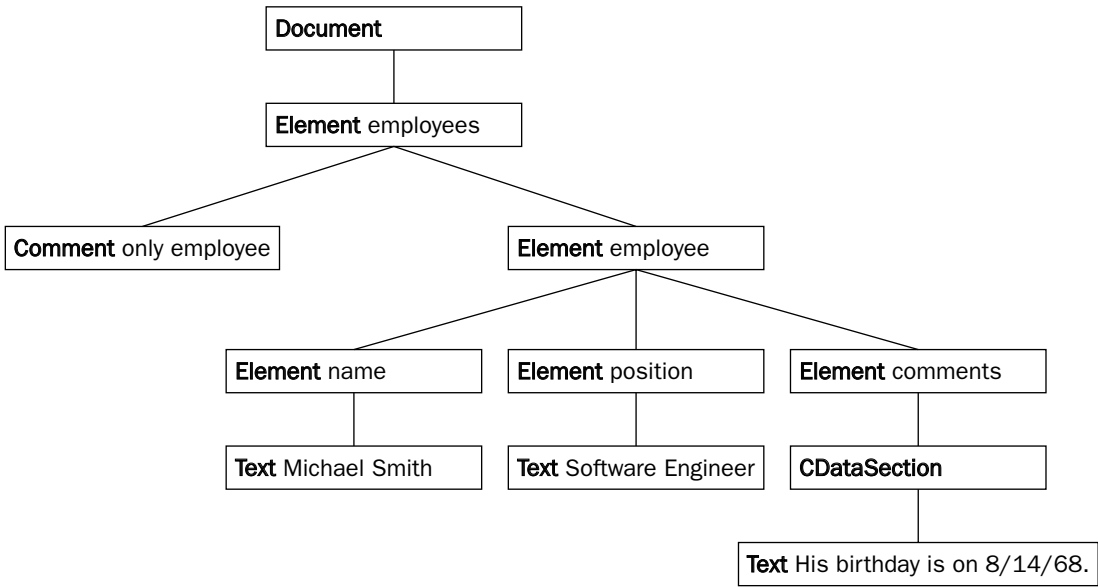 Document
Element employees
Comment only employee
Element employee
Element name
Element position
Element comments
Text Michael Smith
Text Software Engineer
CDataSection
Text His birthday is on 8/14/68.